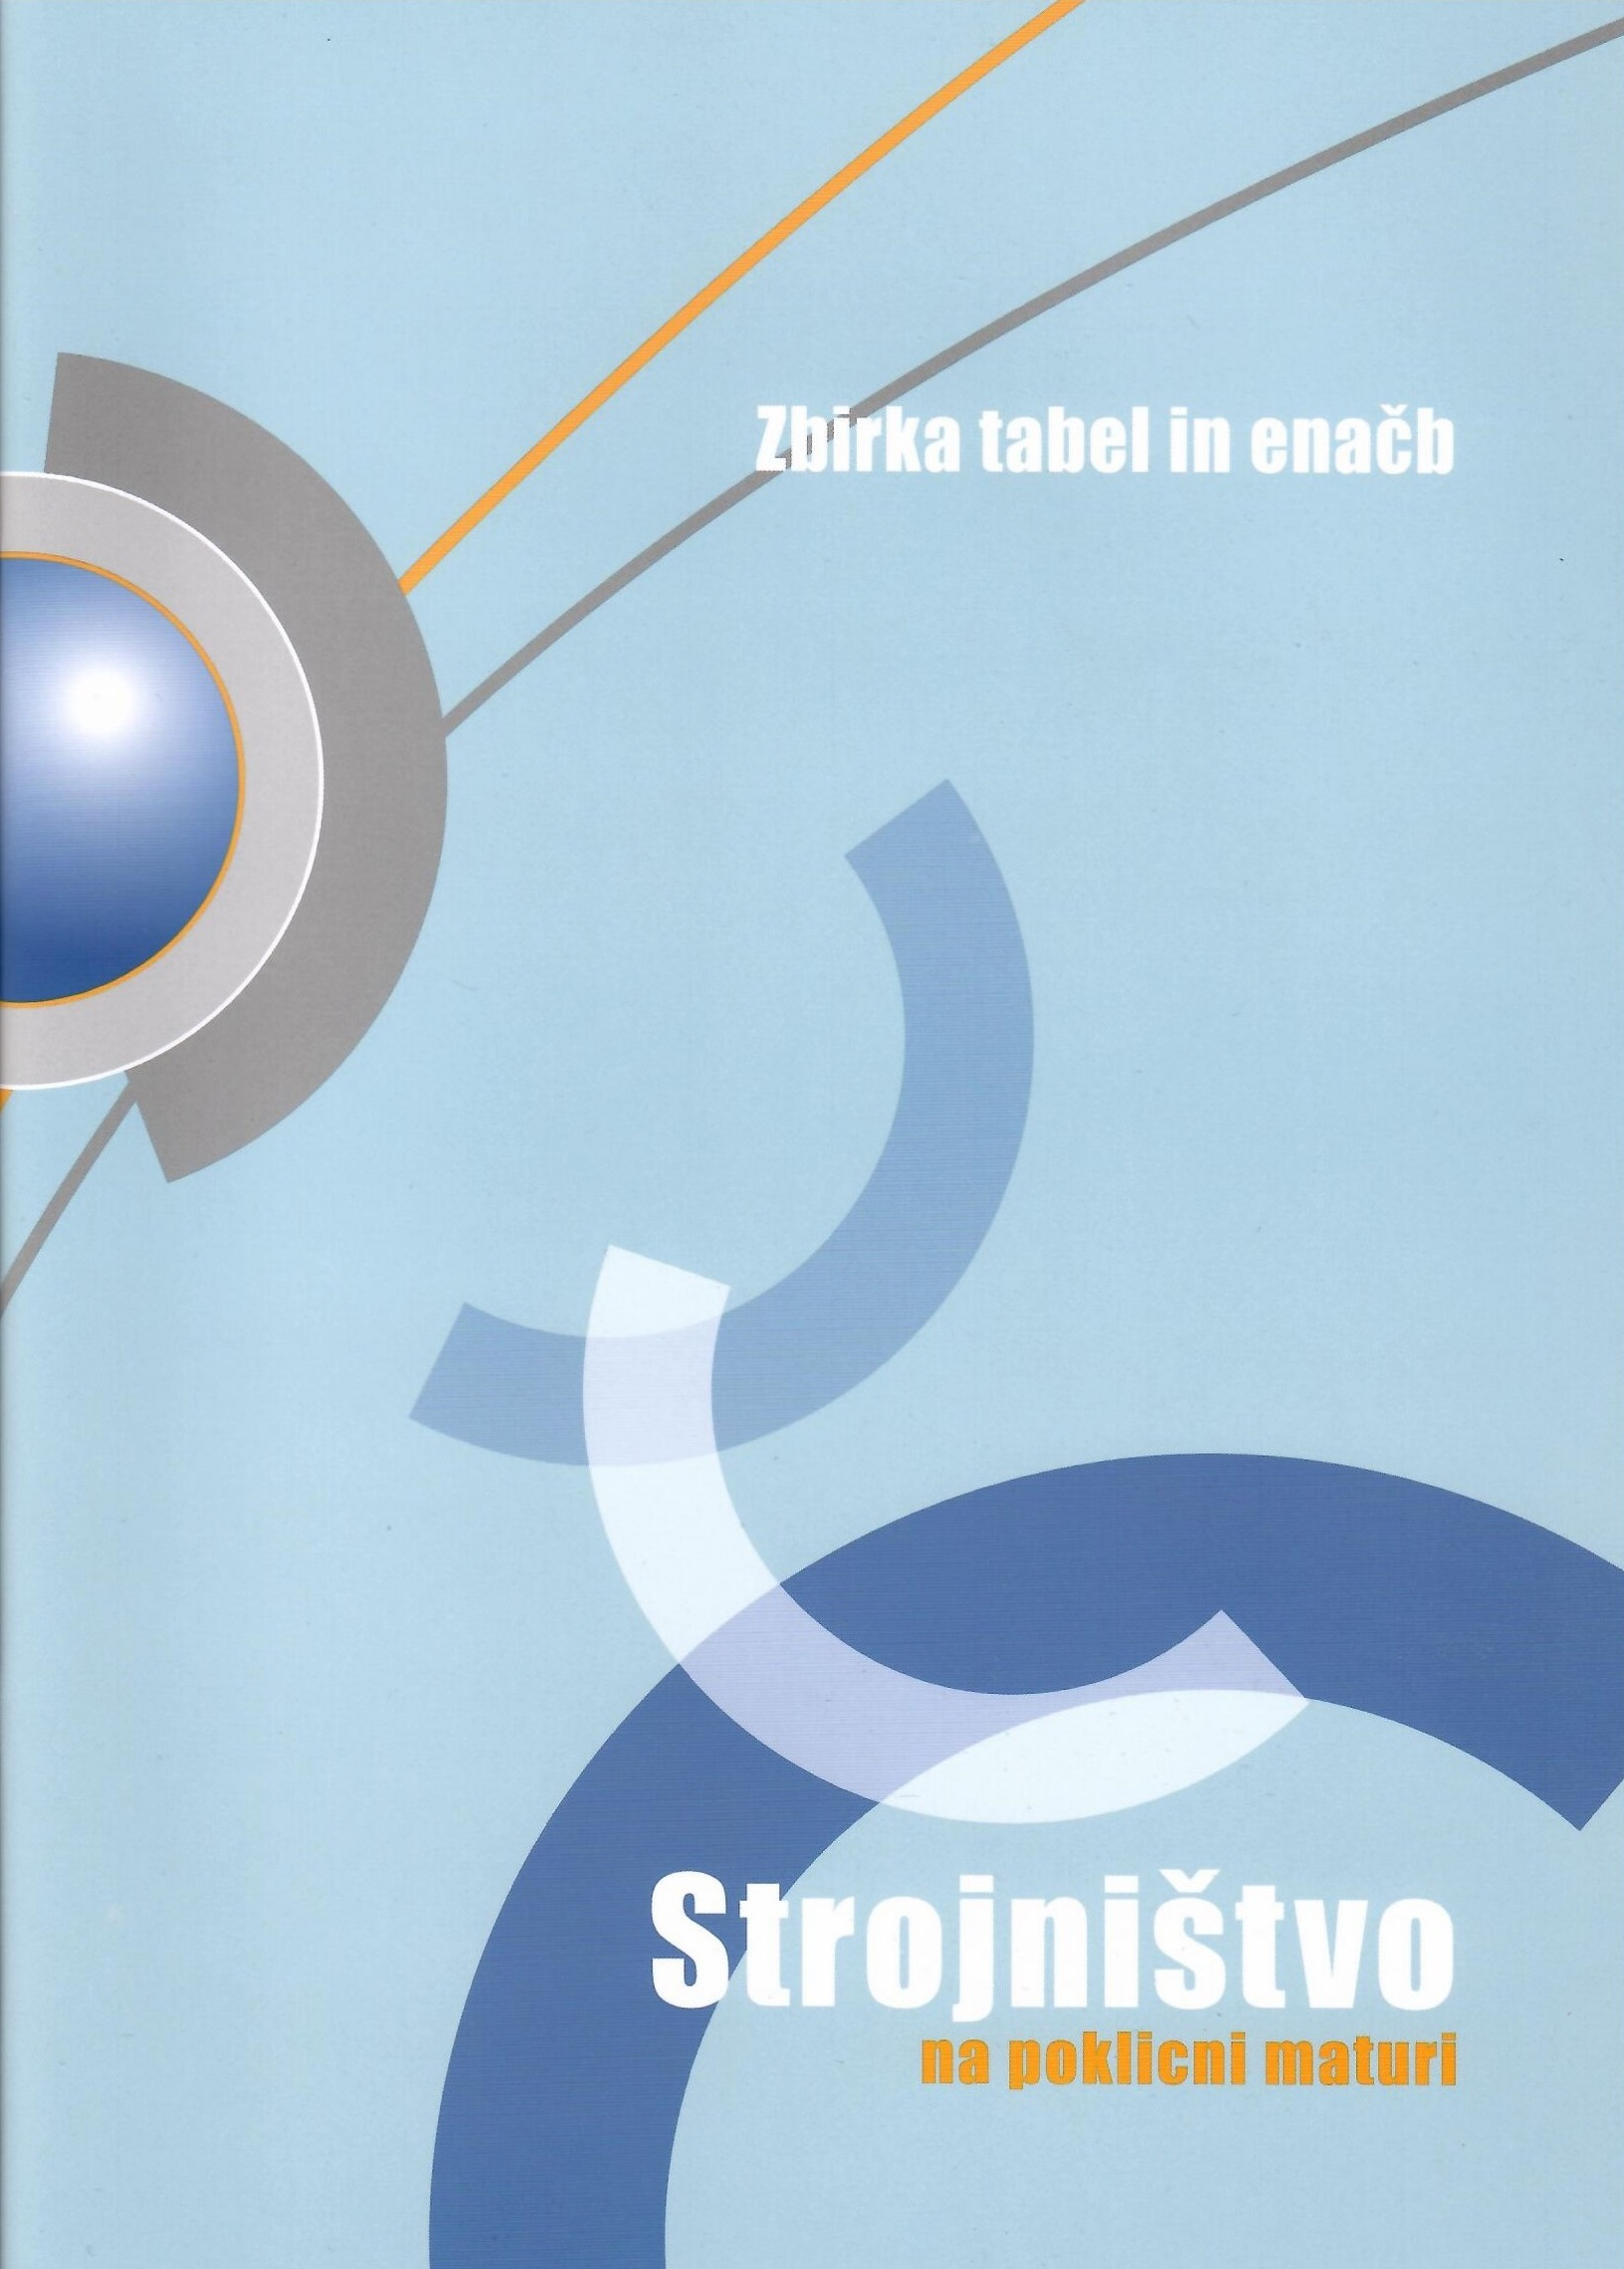 Zbirka tabel in enačb
Strojništvo
na poklicni maturi